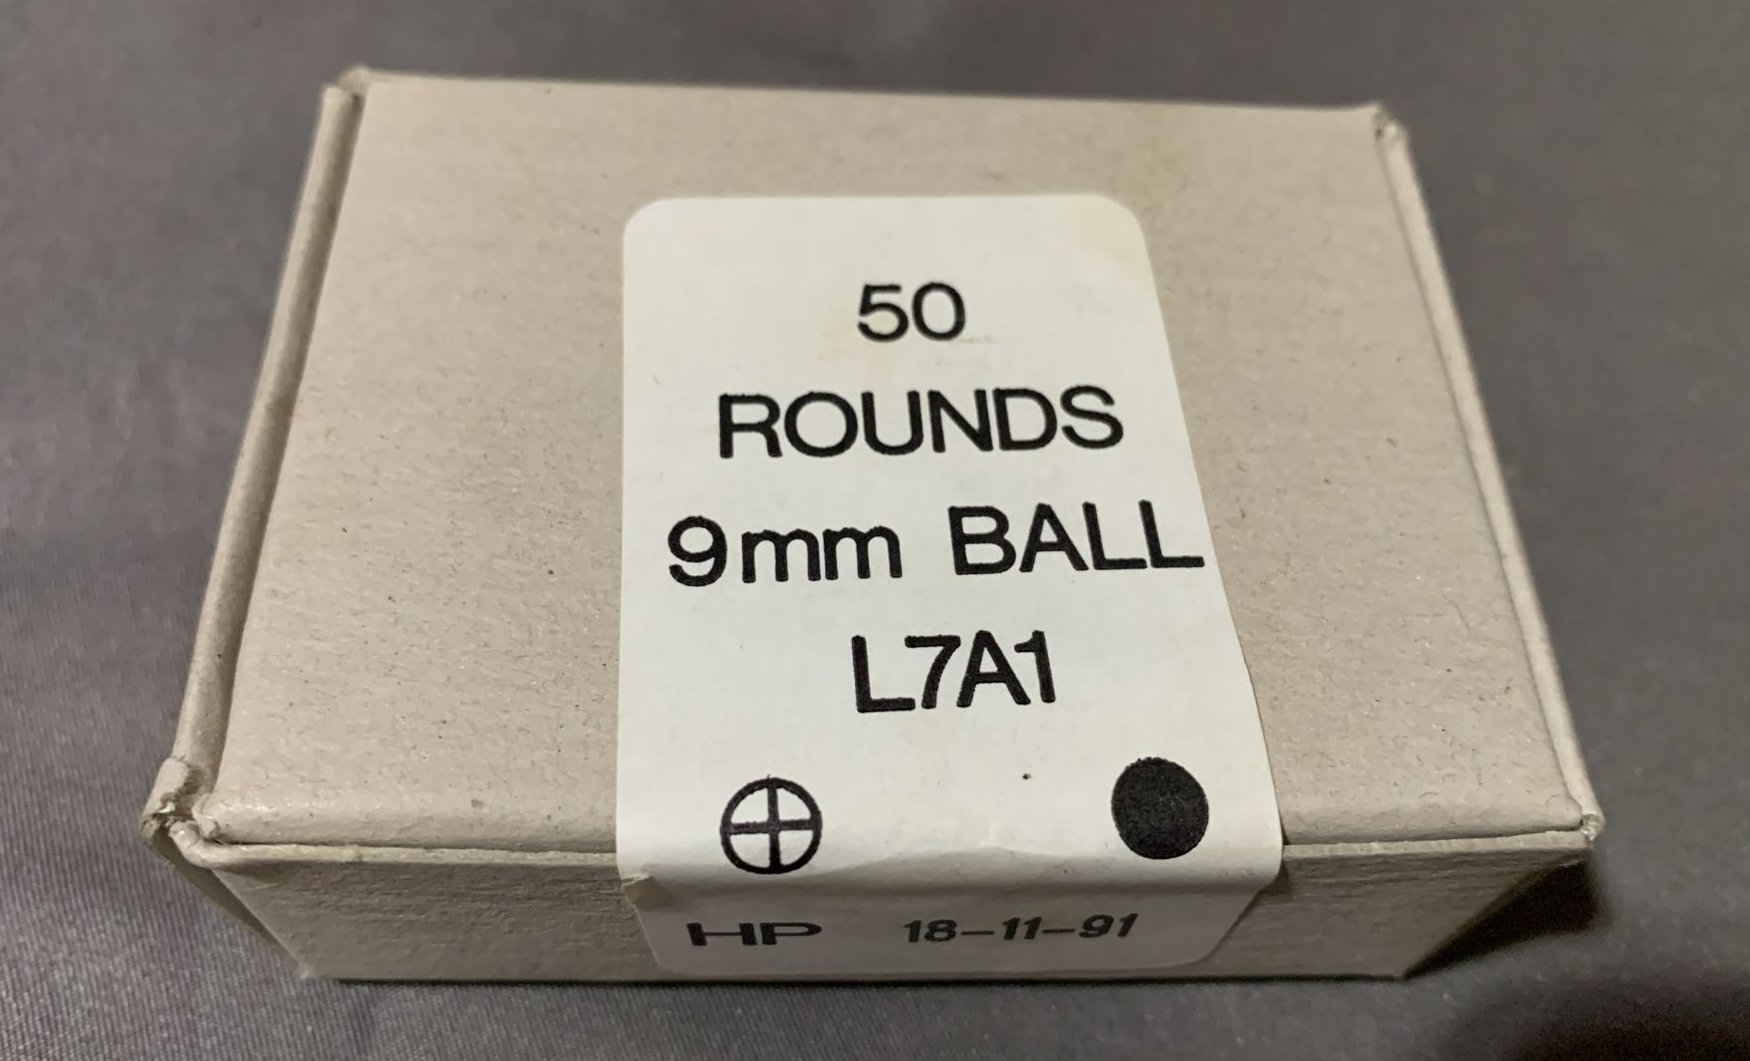 50
ROUNDS
9mm BALL
L7A1
HP 18-11-91